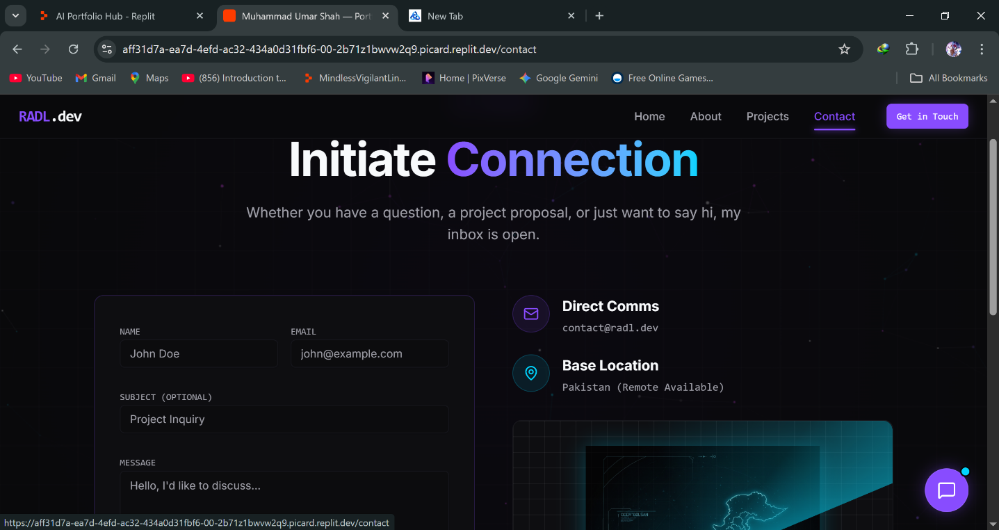 AI Portfolio Hub - Replit
Muhammad Umar Shah — Port
New Tab
aff31d7a-ea7d-4efd-ac32-434a0d31fbf6-00-2b71z1bwvw2q9.picard.replit.dev/contact
YouTube
Gmail
Maps
(856) Introduction t...
MindlessVigilantLin...
Home | PixVerse
Google Gemini
Free Online Games...
All Bookmarks
RADL.dev
Home
About
Projects
Contact
Get in Touch
Initiate Connection
Whether you have a question, a project proposal, or just want to say hi, my
inbox is open.
NAME
John Doe
EMAIL
john@example.com
SUBJECT (OPTIONAL)
Project Inquiry
MESSAGE
Hello, I'd like to discuss...
Direct Comms
contact@radl.dev
Base Location
Pakistan (Remote Available)
https://aff31d7a-ea7d-4efd-ac32-434a0d31fbf6-00-2b71z1bwvw2q9.picard.replit.dev/contact